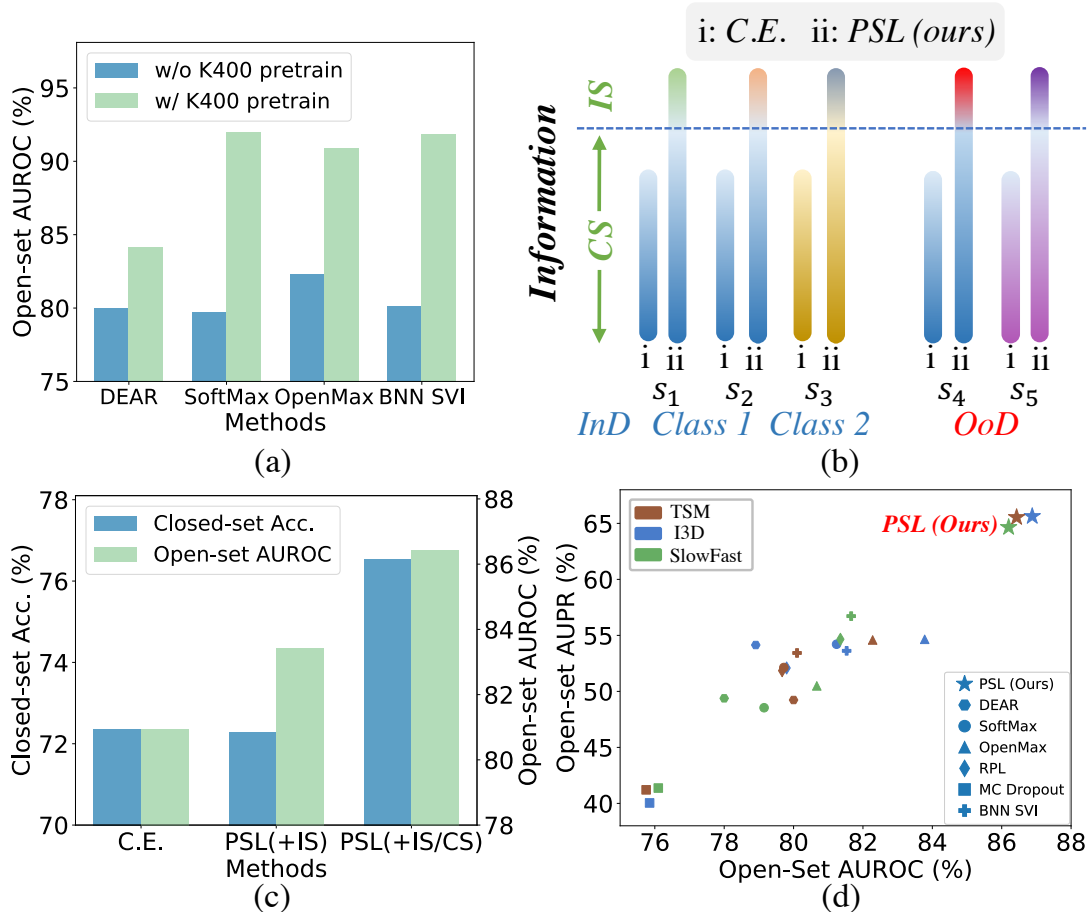 w/o K400 pretrain
w/ K400 pretrain
Open-set AUROC (%)
95
90
85
80
75
DEAR SoftMax OpenMax BNN SVI
Methods
(a)
i: C.E. ii: PSL (ours)
Information
IS
CS
i ii i ii i ii i ii i ii
s1 s2 s3 s4 s5
InD Class 1 Class 2 OoD
(b)
Closed-set Acc.
Open-set AUROC
Closed-set Acc. (%)
78
76
74
72
70
Open-set AUROC (%)
88
86
84
82
80
78
C.E. PSL(+IS) PSL(+IS/CS)
Methods
(c)
TSM
I3D
SlowFast
PSL (Ours)
Open-set AUPR (%)
65
60
55
50
45
40
PSL (Ours)
DEAR
SoftMax
OpenMax
RPL
MC Dropout
BNN SVI
76 78 80 82 84 86 88
Open-Set AUROC (%)
(d)